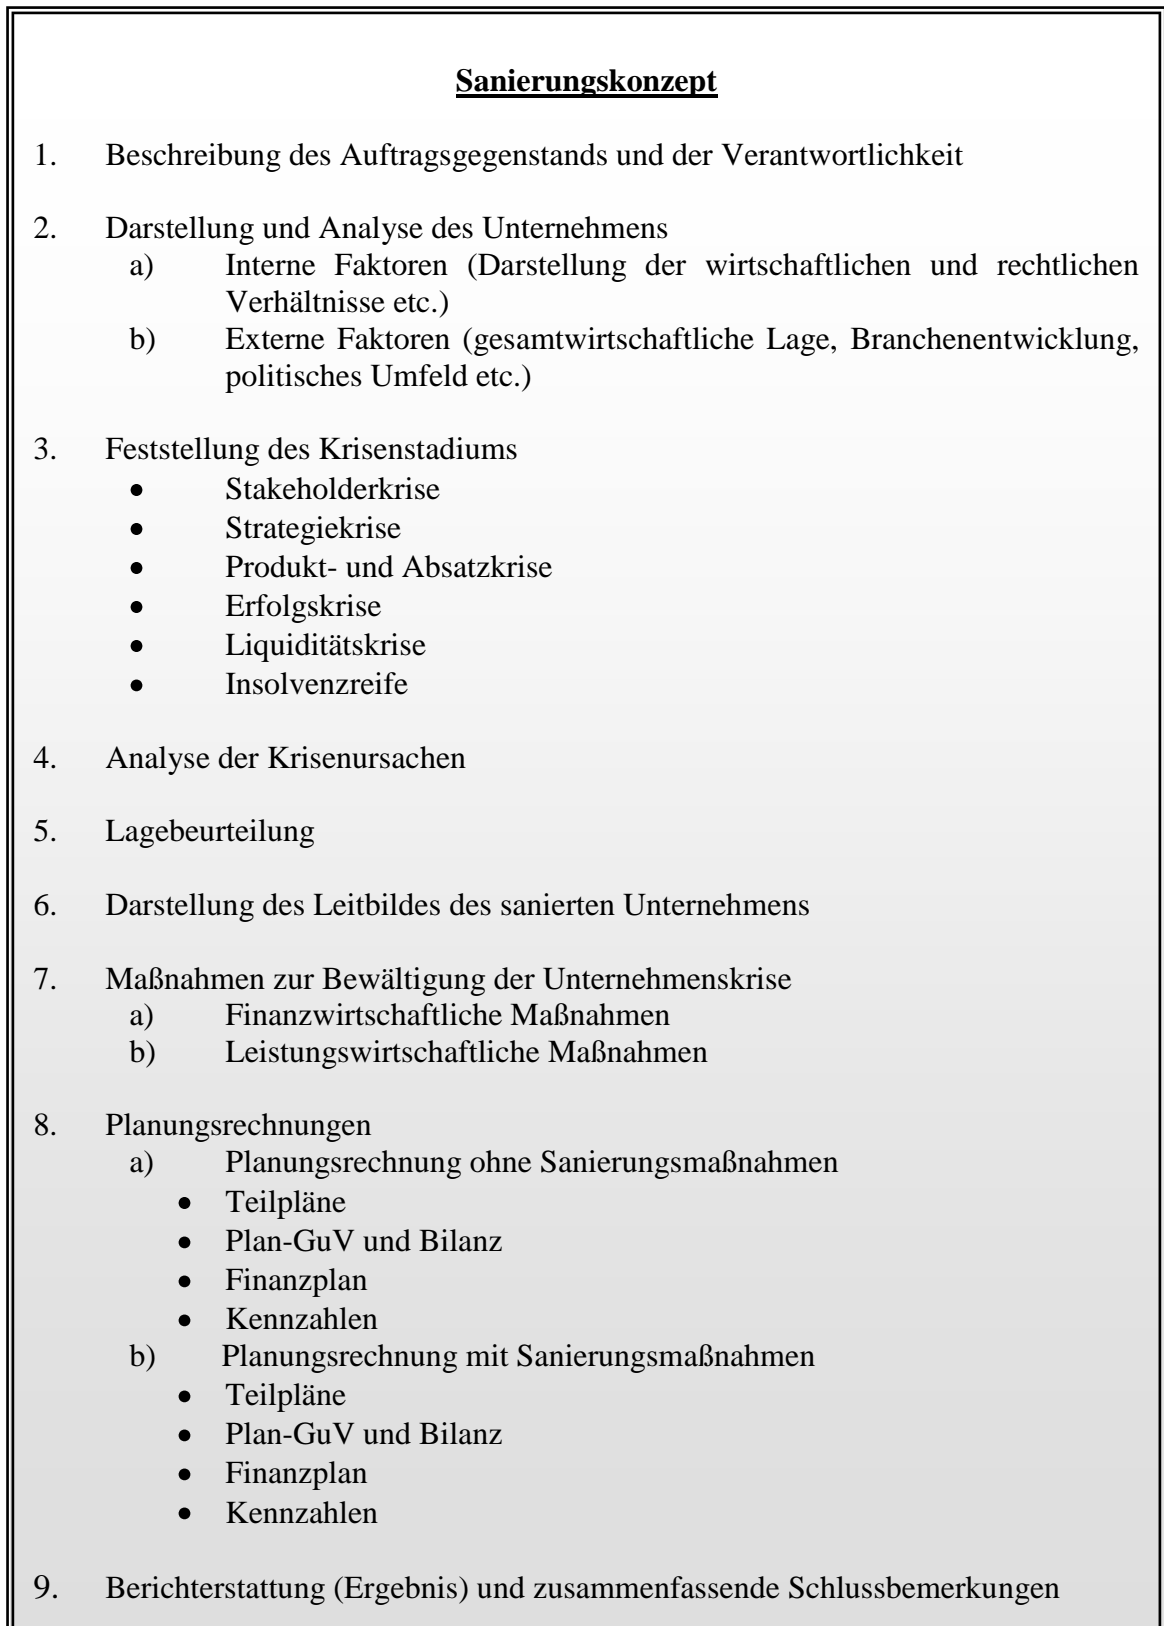 Sanierungskonzept
1. Beschreibung des Auftragsgegenstands und der Verantwortlichkeit
2. Darstellung und Analyse des Unternehmens
a) Interne Faktoren (Darstellung der wirtschaftlichen und rechtlichen
Verhältnisse etc.)
b) Externe Faktoren (gesamtwirtschaftliche Lage, Branchenentwicklung,
politisches Umfeld etc.)
3. Feststellung des Krisenstadiums
• Stakeholderkrise
• Strategiekrise
• Produkt- und Absatzkrise
• Erfolgskrise
• Liquiditätskrise
• Insolvenzreife
4. Analyse der Krisenursachen
5. Lagebeurteilung
6. Darstellung des Leitbildes des sanierten Unternehmens
7. Maßnahmen zur Bewältigung der Unternehmenskrise
a) Finanzwirtschaftliche Maßnahmen
b) Leistungswirtschaftliche Maßnahmen
8. Planungsrechnungen
a) Planungsrechnung ohne Sanierungsmaßnahmen
• Teilpläne
• Plan-GuV und Bilanz
• Finanzplan
• Kennzahlen
b) Planungsrechnung mit Sanierungsmaßnahmen
• Teilpläne
• Plan-GuV und Bilanz
• Finanzplan
• Kennzahlen
9. Berichterstattung (Ergebnis) und zusammenfassende Schlussbemerkungen